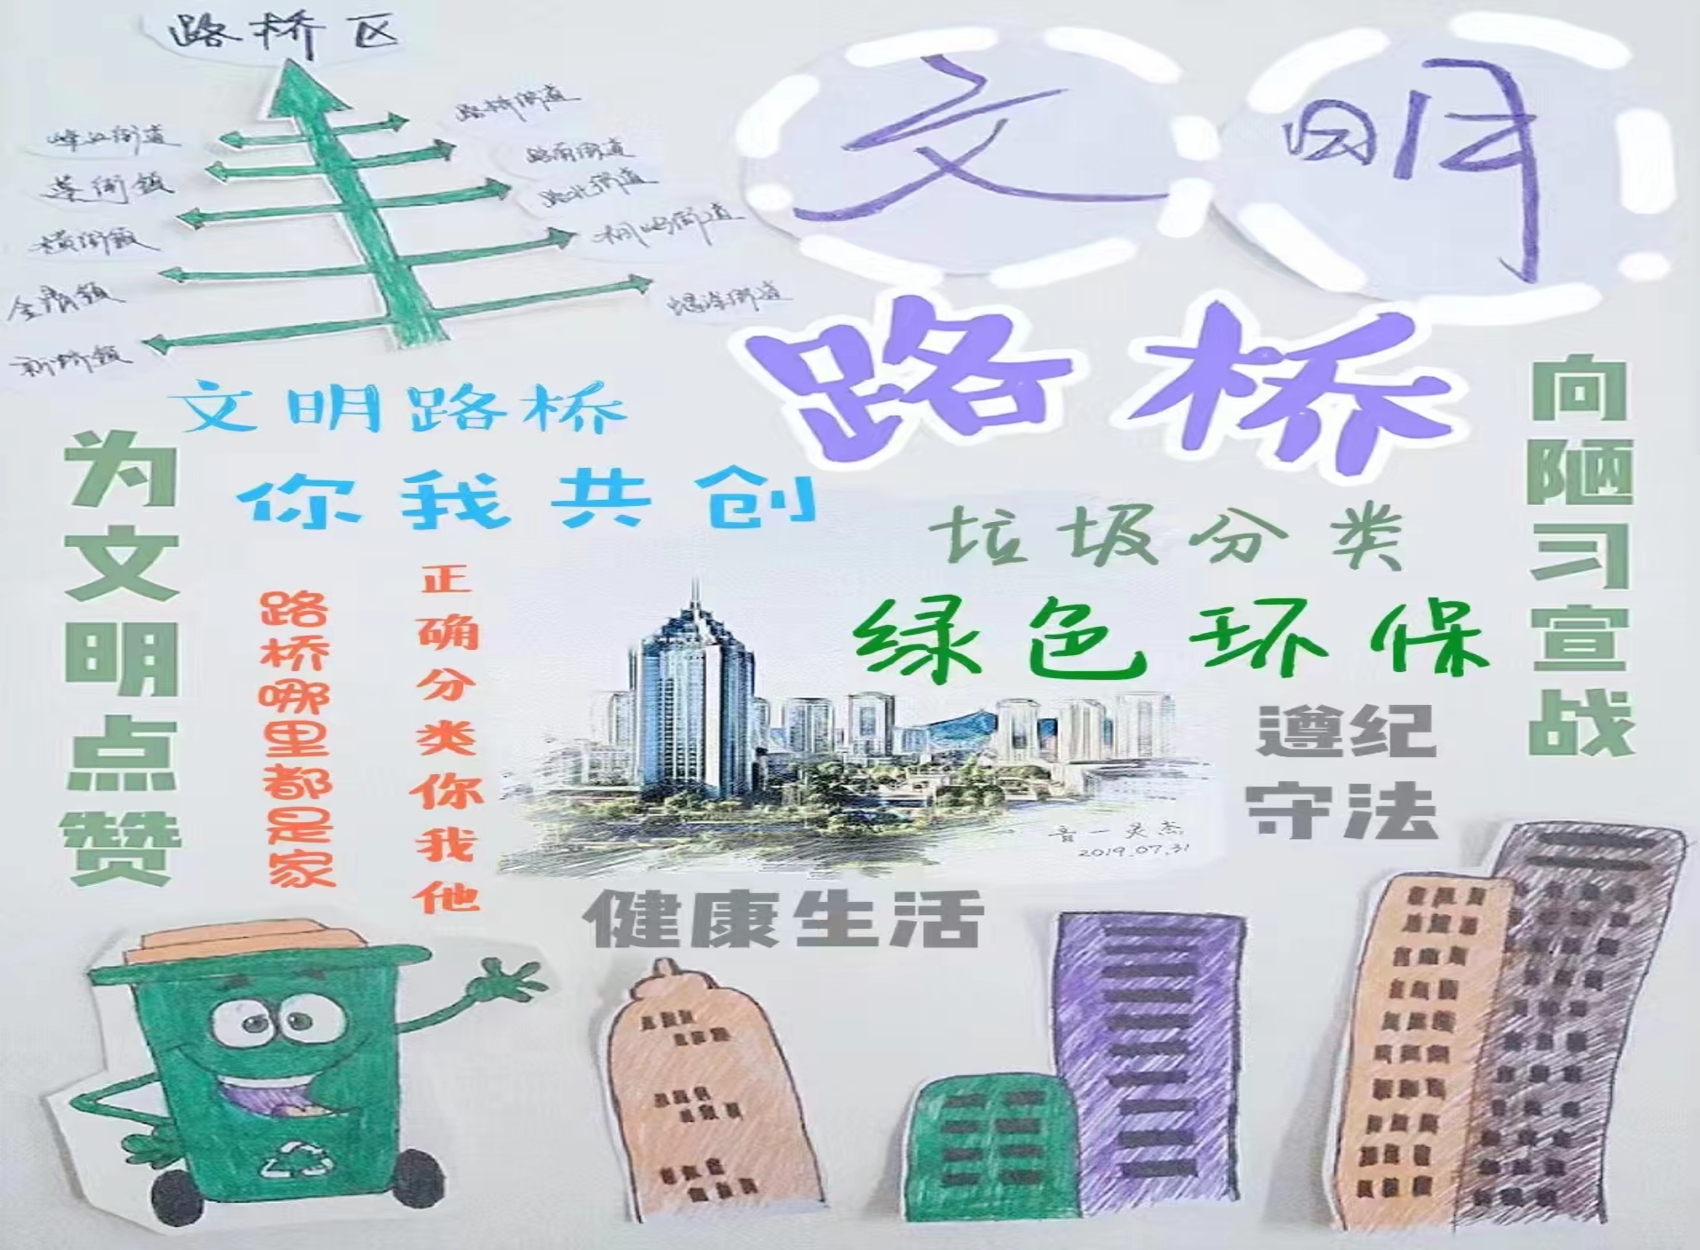 路桥区
路桥街道
峰江街道
路南街道
蓬街镇
路北街道
横街镇
桐屿街道
金清镇
螺洋街道
新桥镇
文明
路桥
文明路桥
你我共创
为文明点赞
路桥哪里都是家
正确分类你我他
垃圾分类
绿色环保
向陋习宣战
遵纪
守法
2019.07.31
健康生活